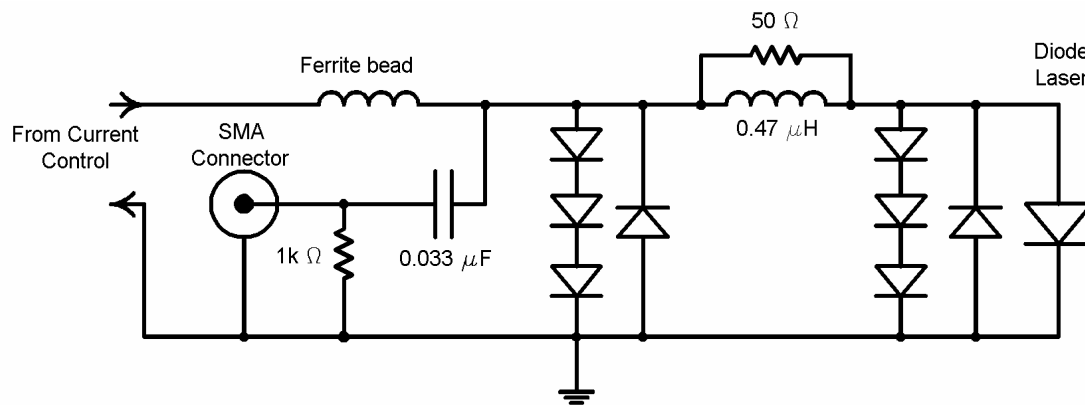 50 Ω
Diode
Laser
Ferrite bead
From Current
Control
SMA
Connector
0.47 μH
1k Ω
0.033 μF